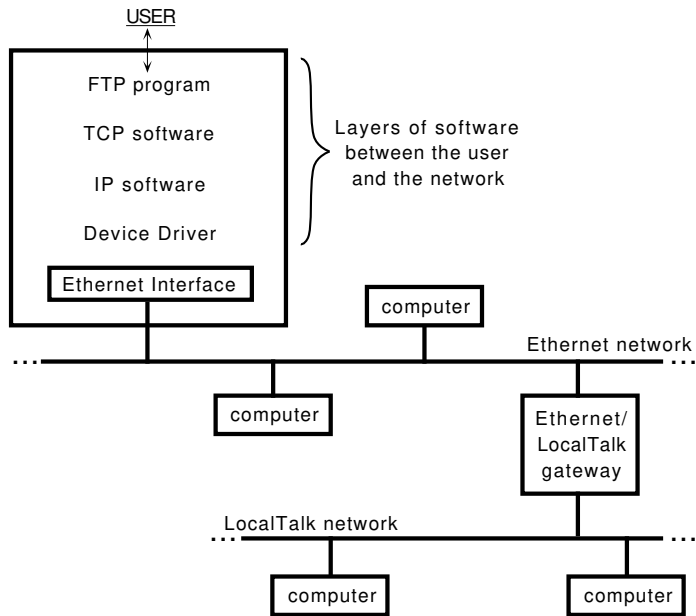 USER
FTP program
TCP software
IP software
Device Driver
Ethernet Interface
Layers of software
between the user
and the network
computer
Ethernet network
...
...
computer
Ethernet/
LocalTalk
gateway
LocalTalk network
...
...
computer
computer